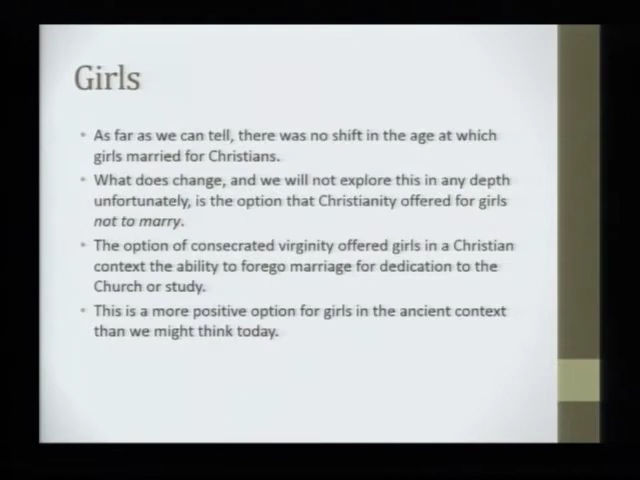 Girls
• As far as we can tell, there was no shift in the age at which
girls married for Christians.
• What does change, and we will not explore this in any depth
unfortunately, is the option that Christianity offered for girls
not to marry.
• The option of consecrated virginity offered girls in a Christian
context the ability to forego marriage for dedication to the
Church or study.
• This is a more positive option for girls in the ancient context
than we might think today.